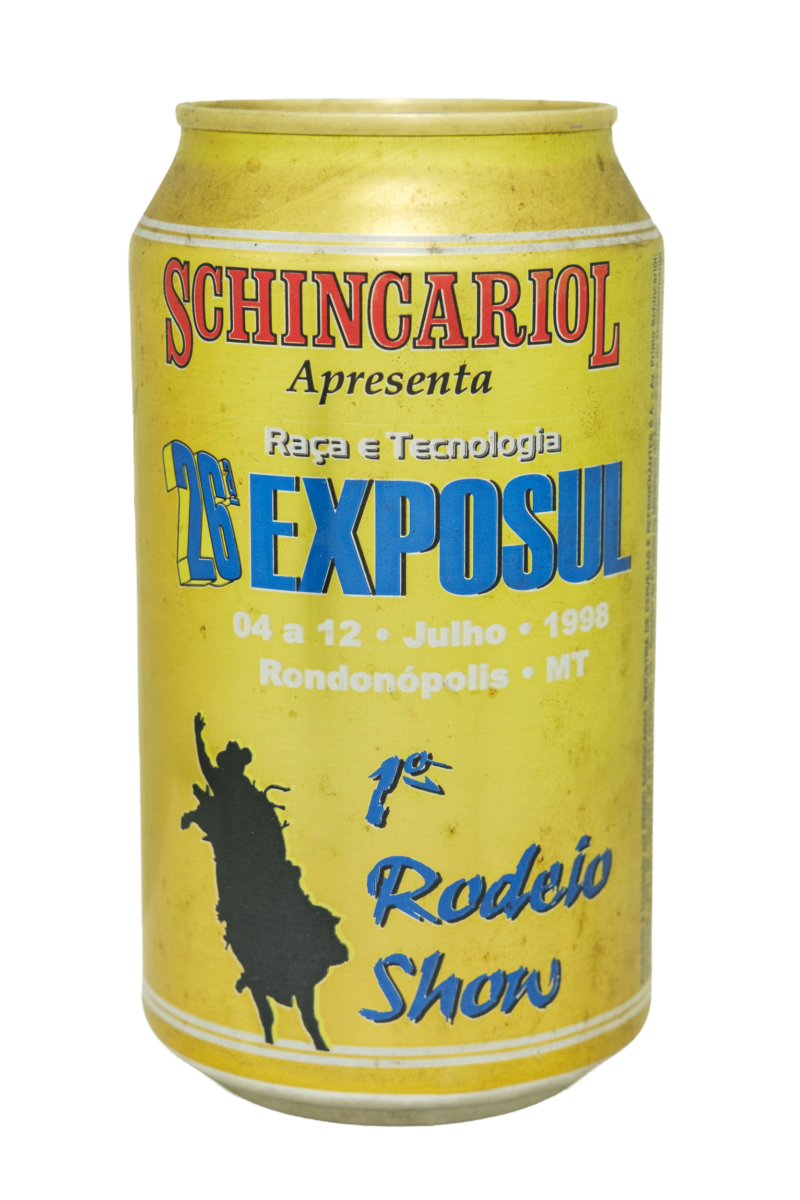 SCHINCARIOL
Apresenta
Raça e Tecnologia
26ª EXPOSUL
04 a 12 • Julho • 1998
Rondonópolis • MT
1º
Rodeio
Show